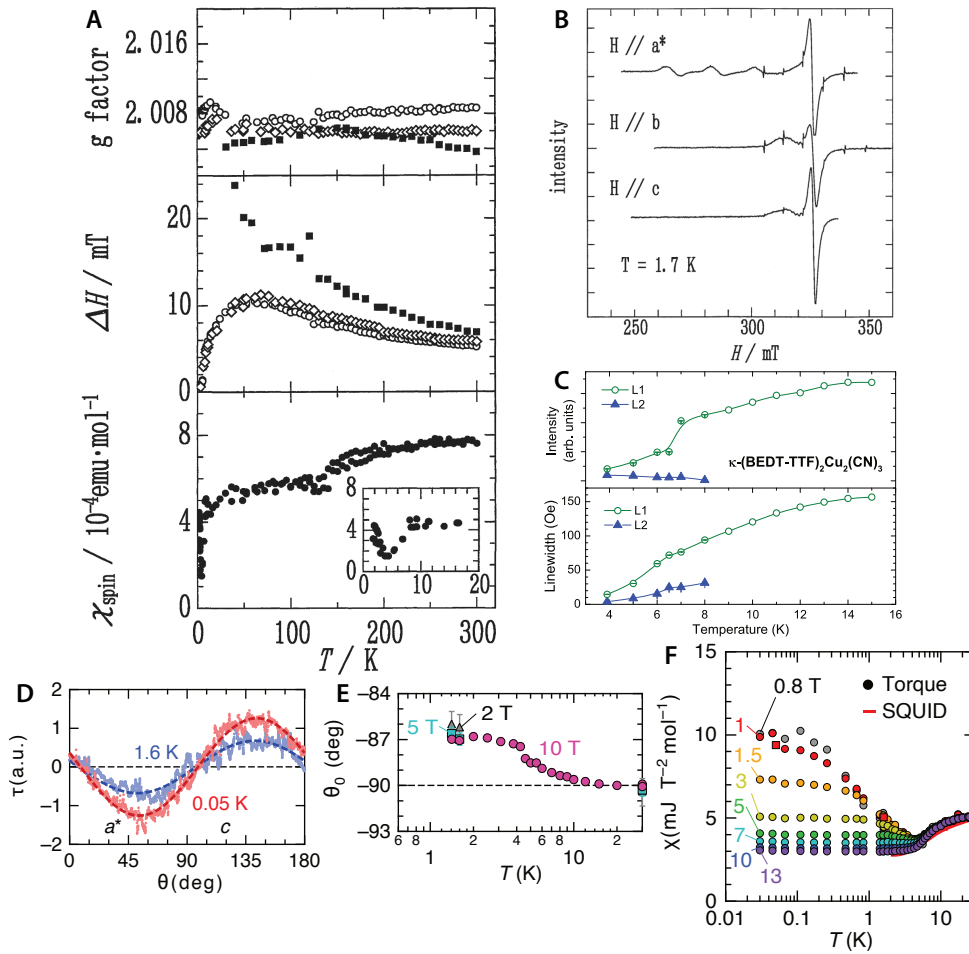 A
g factor
2.016
2.008
ΔH / mT
20
10
0
χspin / 10⁻⁴emu·mol⁻¹
8
4
0
8
4
0
0
10
20
0
100
200
300
T / K
B
intensity
H // a*
H // b
H // c
T = 1.7 K
250
300
350
H / mT
C
Intensity
(arb. units)
L1
L2
κ-(BEDT-TTF)₂Cu₂(CN)₃
Linewidth (Oe)
150
100
50
0
L1
L2
4
6
8
10
12
14
16
Temperature (K)
D
τ(a.u.)
2
1
0
−1
−2
1.6 K
0.05 K
a*
c
0
45
90
135
180
θ(deg)
E
θ₀ (deg)
−84
−87
−90
−93
5 T
2 T
10 T
6
8
1
2
4
6
8
10
2
T (K)
F
χ(mJ T⁻² mol⁻¹)
15
10
5
0
0.8 T
Torque
SQUID
1
1.5
3
5
7
10
13
0.01
0.1
1
10
T (K)